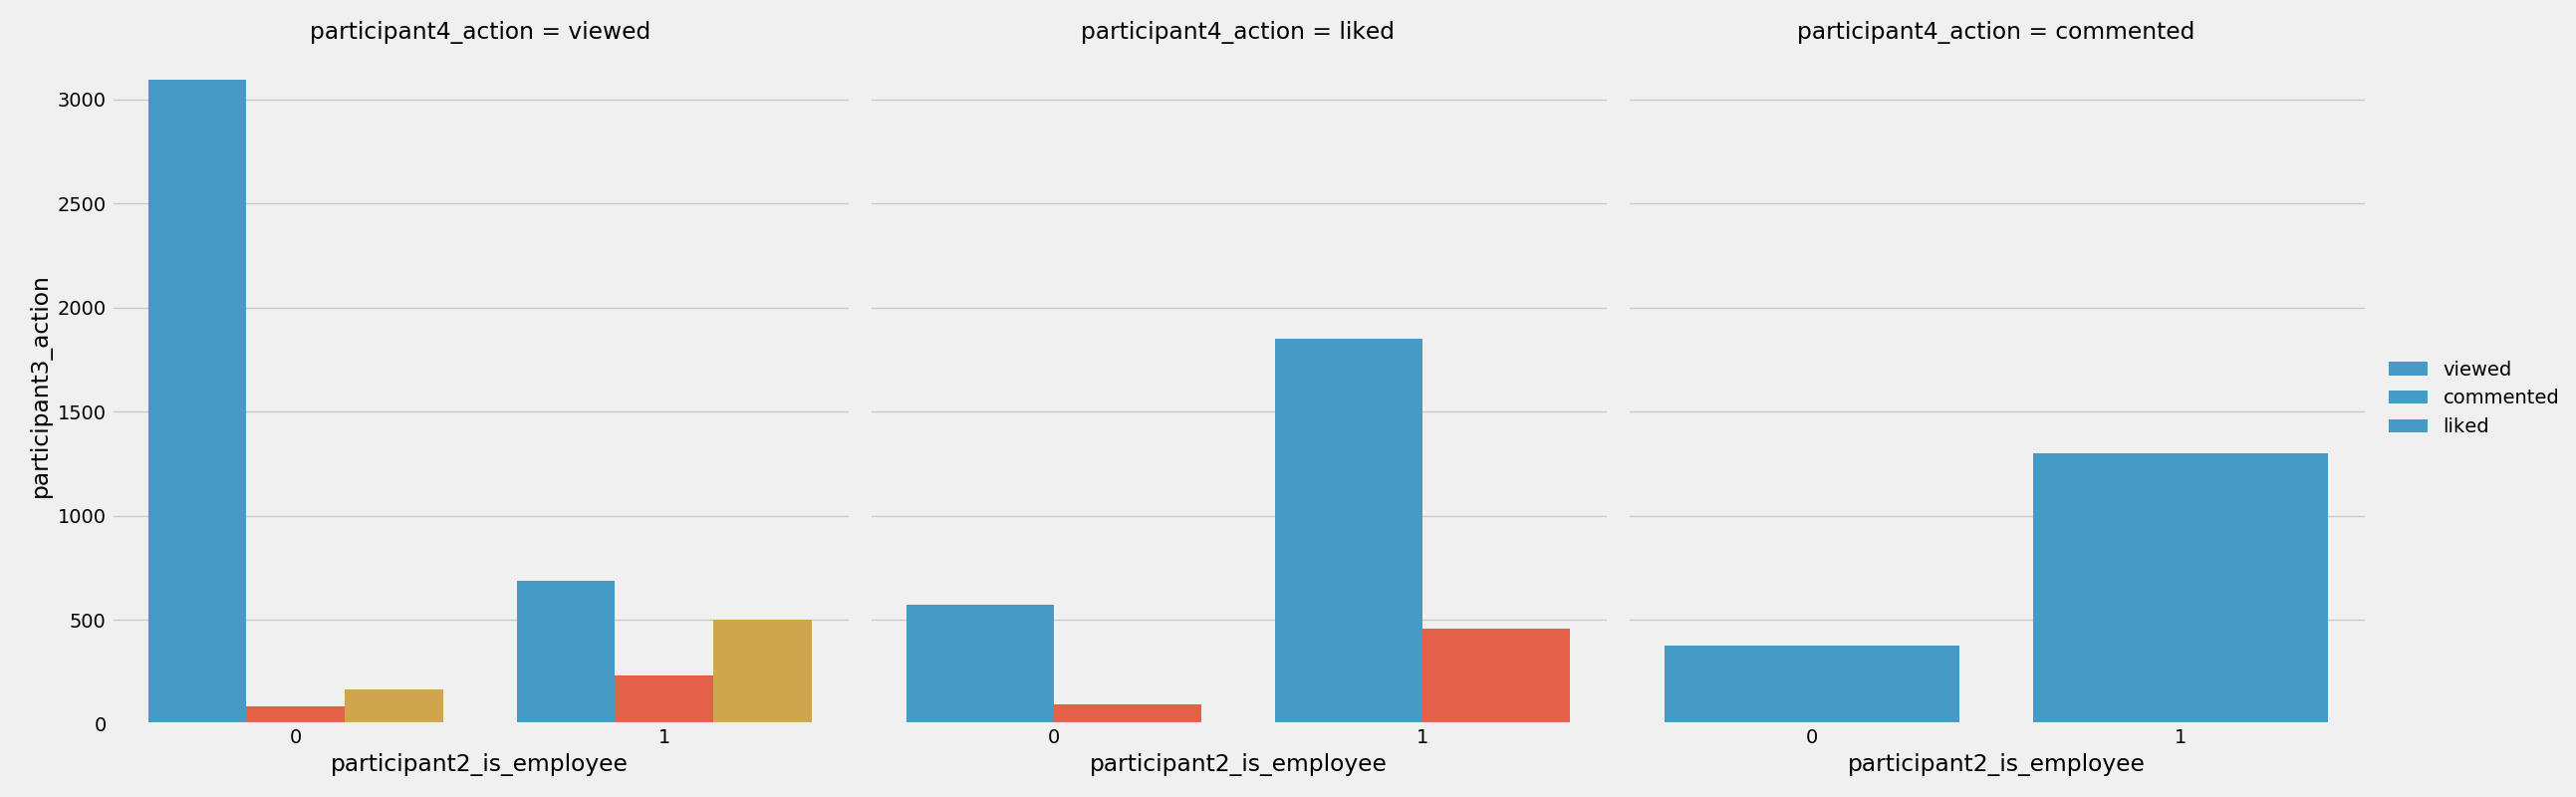 participant4_action = viewed
participant4_action = liked
participant4_action = commented
participant3_action
3000
2500
2000
1500
1000
500
0
0
1
0
1
0
1
participant2_is_employee
participant2_is_employee
participant2_is_employee
viewed
commented
liked